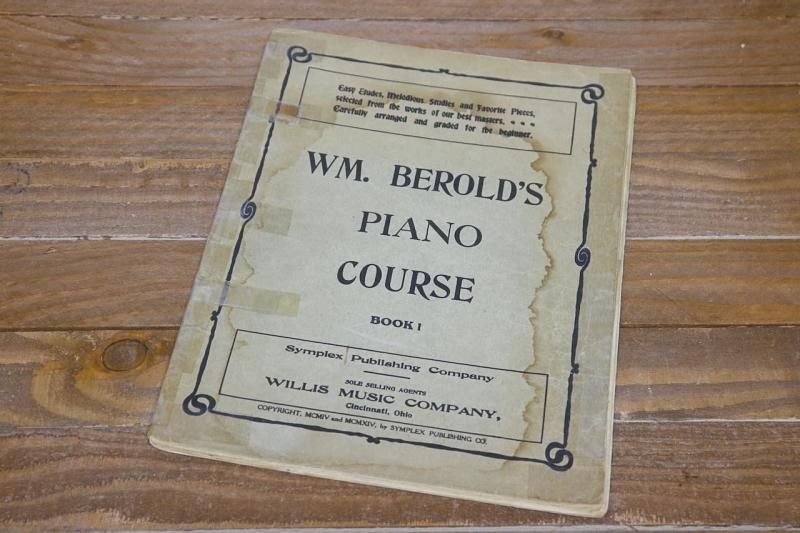 Easy Etudes, Melodious Studies and Favorite Pieces,
selected from the works of our best masters. * * *
Carefully arranged and graded for the beginner.
WM. BEROLD'S
PIANO
COURSE
BOOK I
Symplex Publishing Company
SOLE SELLING AGENTS
WILLIS MUSIC COMPANY,
Cincinnati, Ohio
COPYRIGHT, MCMIV and MCMXIV, by SYMPLEX PUBLISHING CO.